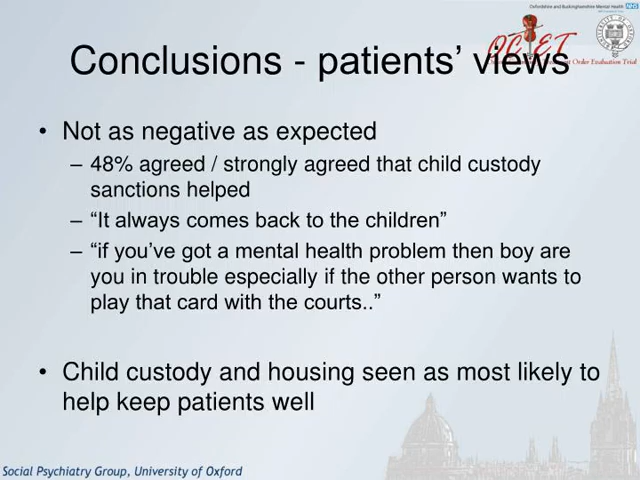 Oxfordshire and Buckinghamshire Mental Health NHS
OCTET
Order Evaluation Trial
Conclusions - patients’ views
• Not as negative as expected
– 48% agreed / strongly agreed that child custody
sanctions helped
– “It always comes back to the children”
– “if you’ve got a mental health problem then boy are
you in trouble especially if the other person wants to
play that card with the courts..”
• Child custody and housing seen as most likely to
help keep patients well
Social Psychiatry Group, University of Oxford